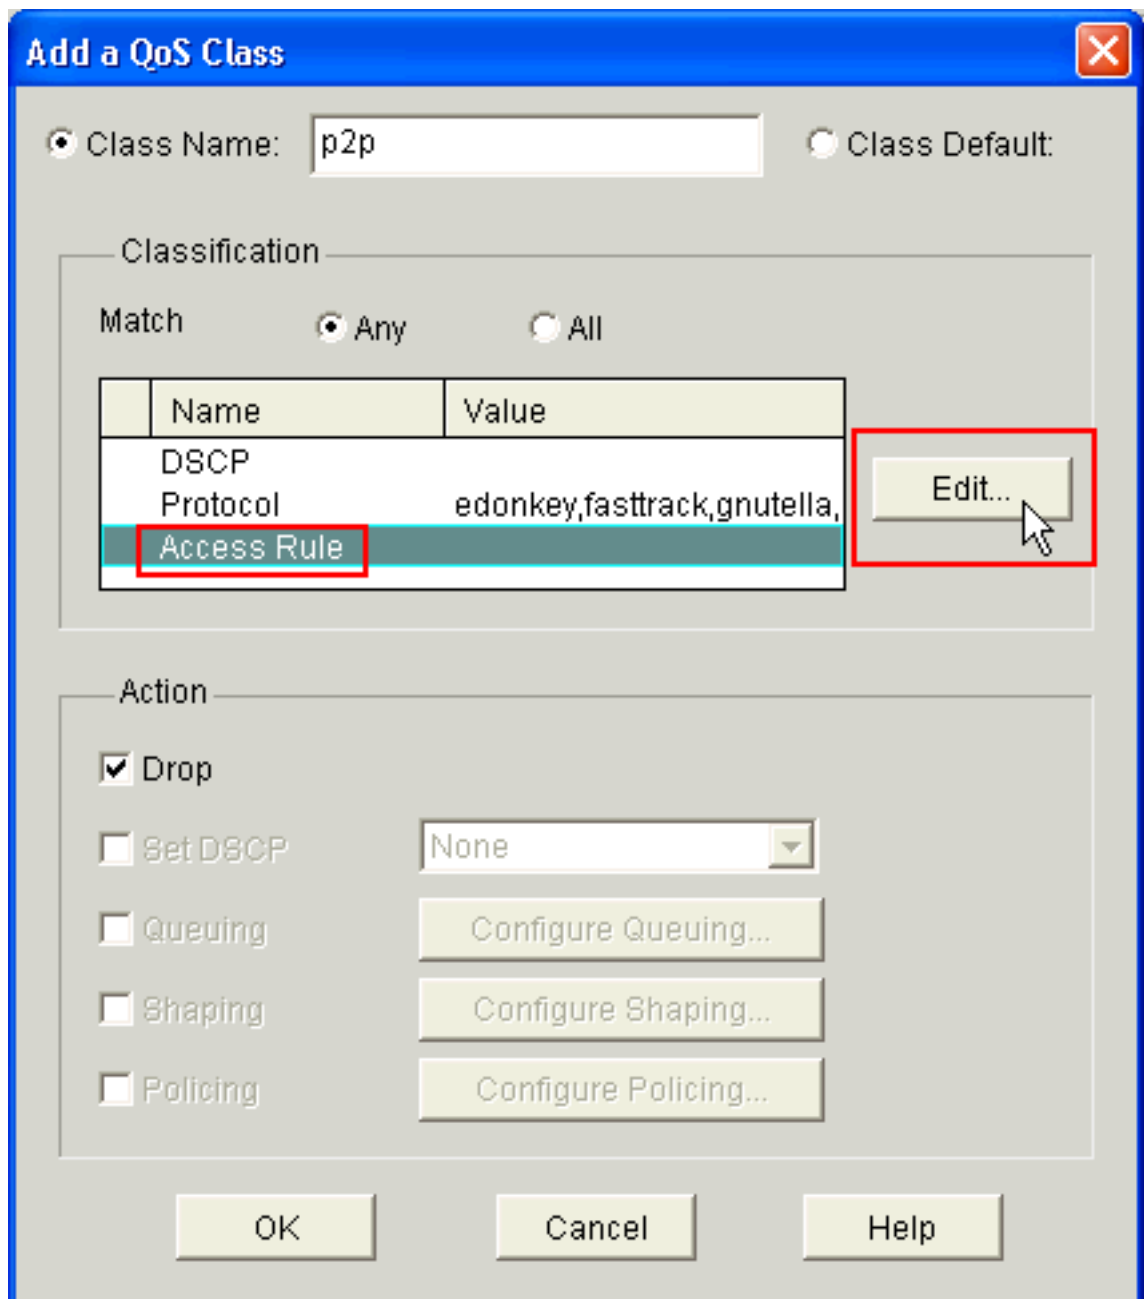 Add a QoS Class
Class Name: p2p Class Default:
Classification
Match Any All
Name Value
DSCP
Protocol edonkey,fasttrack,gnutella,
Edit...
Access Rule
Action
Drop
Set DSCP None
Queuing Configure Queuing...
Shaping Configure Shaping...
Policing Configure Policing...
OK Cancel Help